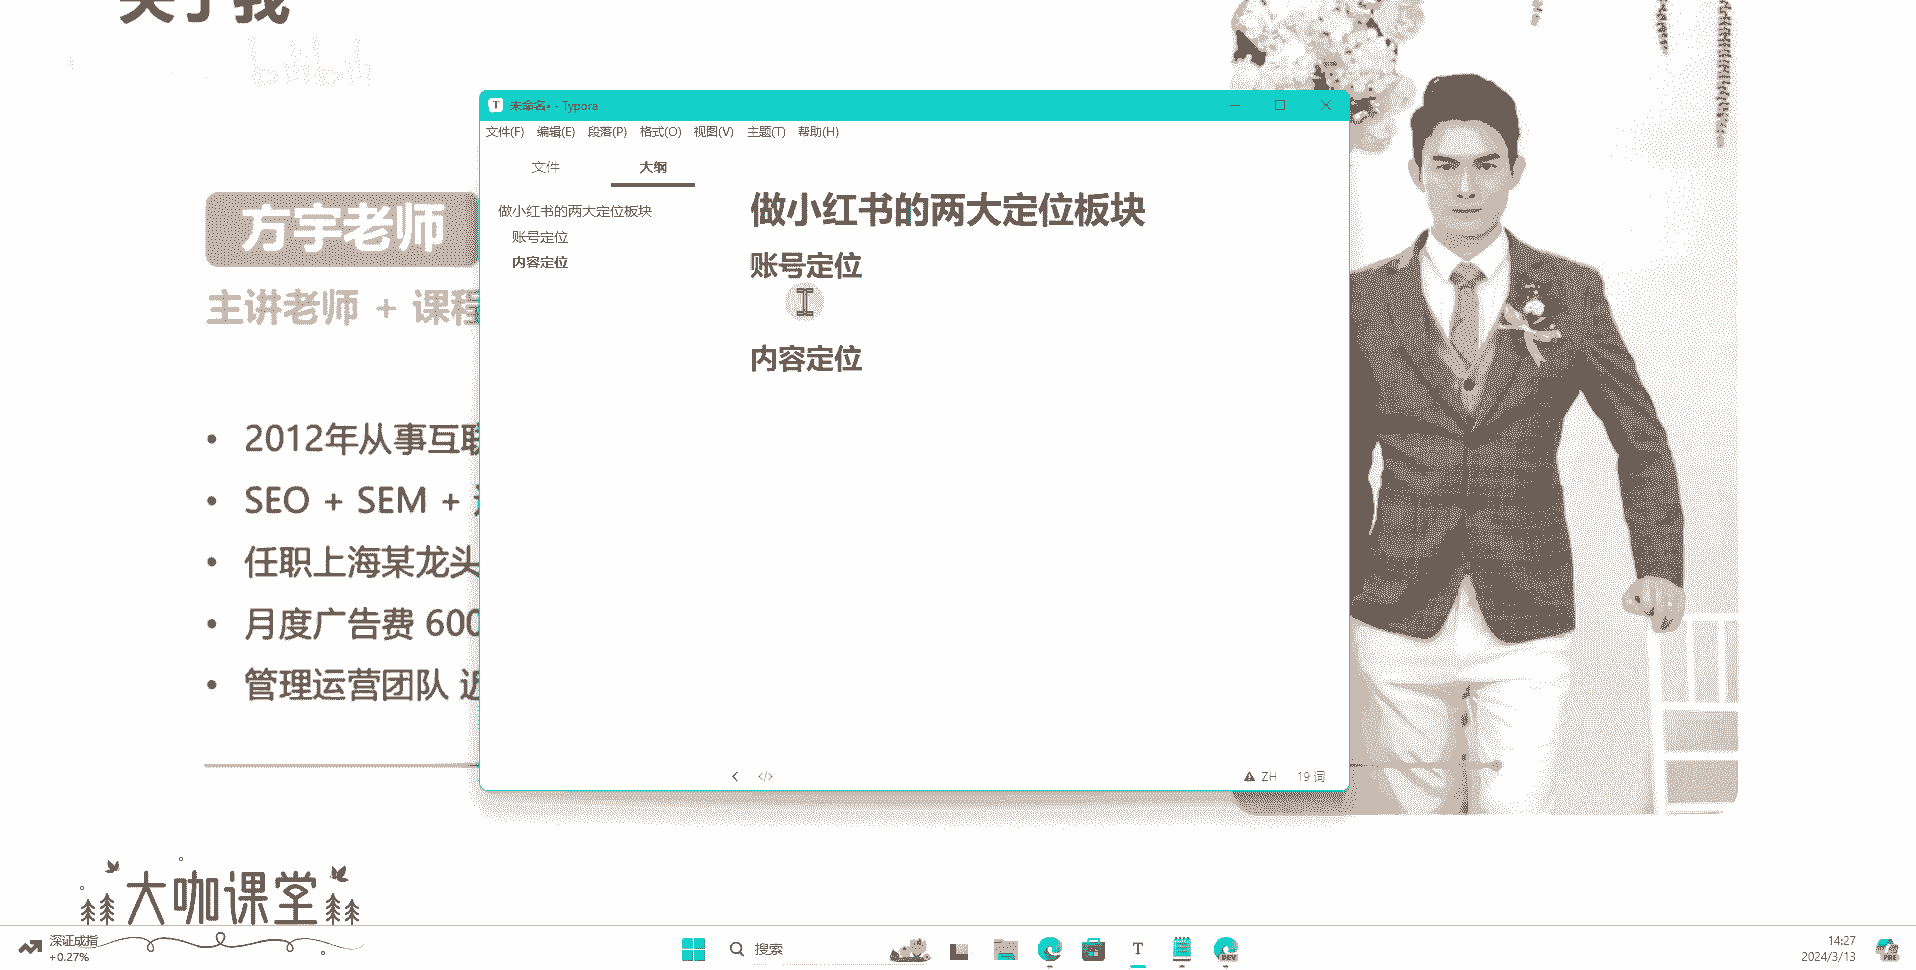 关于我
bilibili
方宇老师
主讲老师 + 课程
• 2012年从事互联
• SEO + SEM +
• 任职上海某龙头
• 月度广告费 600
• 管理运营团队 近
未命名• - Typora
文件(F) 编辑(E) 段落(P) 格式(O) 视图(V) 主题(T) 帮助(H)
文件 大纲
做小红书的两大定位板块
账号定位
内容定位
做小红书的两大定位板块
账号定位
内容定位
</> ZH 19 词
大咖课堂
深证成指
+0.27%
搜索
T
DEV
14:27
2024/3/13
PRE